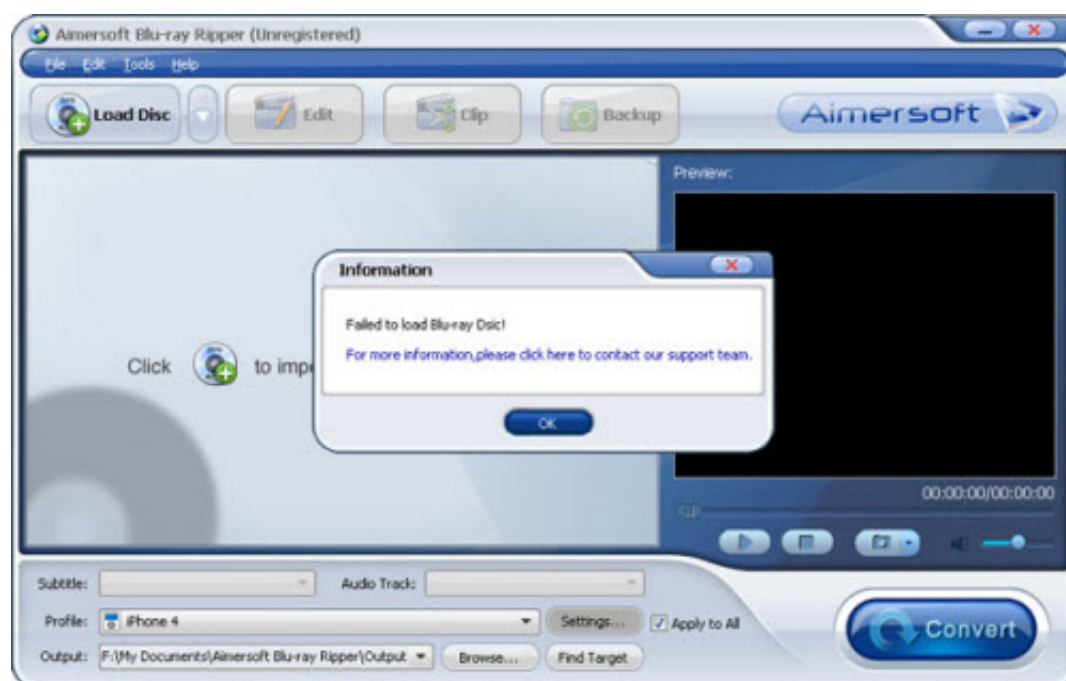 Aimersoft Blu-ray Ripper (Unregistered)
File Edit Tools Help
Load Disc Edit Clip Backup Aimersoft
Preview:
Information
Failed to load Blu-ray Dsic!
For more information,please click here to contact our support team.
Click to impo
OK
00:00:00/00:00:00
Subtitle: Audio Track:
Profile: iPhone 4 Settings... Apply to All
Output: F:\My Documents\Aimersoft Blu-ray Ripper\Output Browse... Find Target
Convert